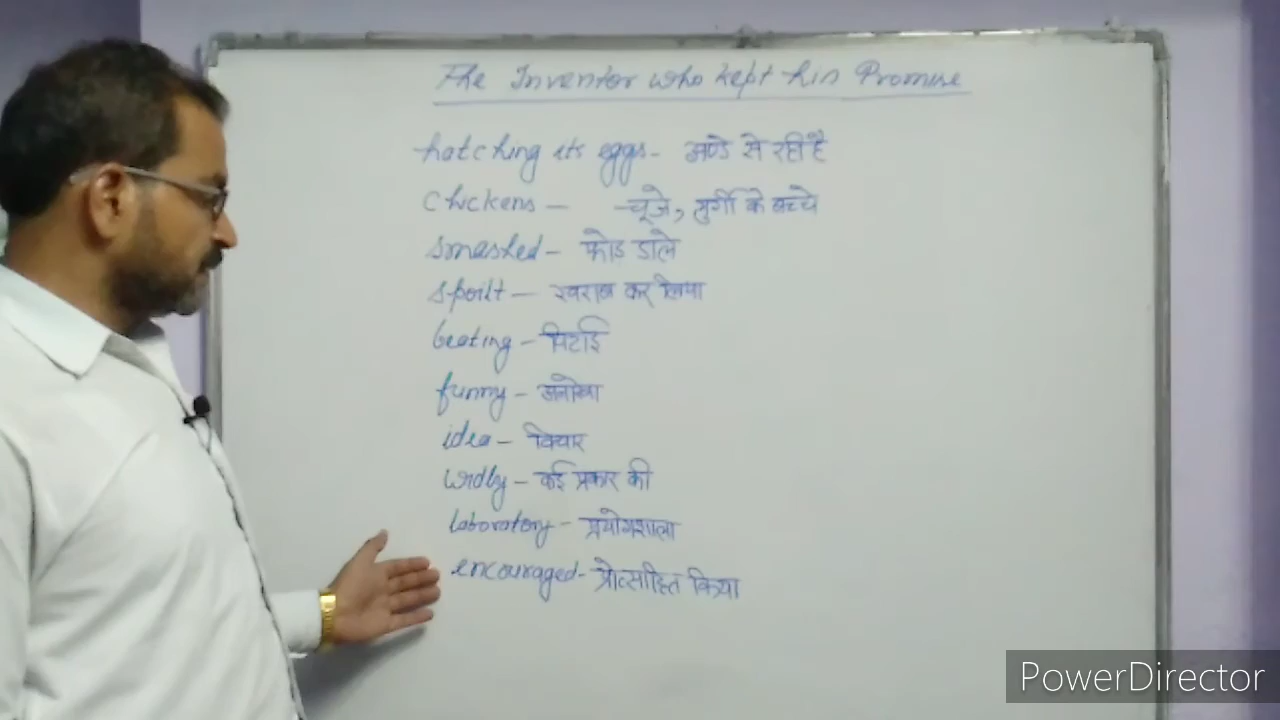 The Inventor who kept his Promise
hatching its eggs - अण्डे से रही है
Chickens - चूजे, मुर्गी के बच्चे
smashed - फोड डाले
spoilt - खराब कर लिया
beating - पिटाई
funny - अनोखा
idea - विचार
widly - कई प्रकार की
laboratory - प्रयोगशाला
encouraged - प्रोत्साहित किया
PowerDirector